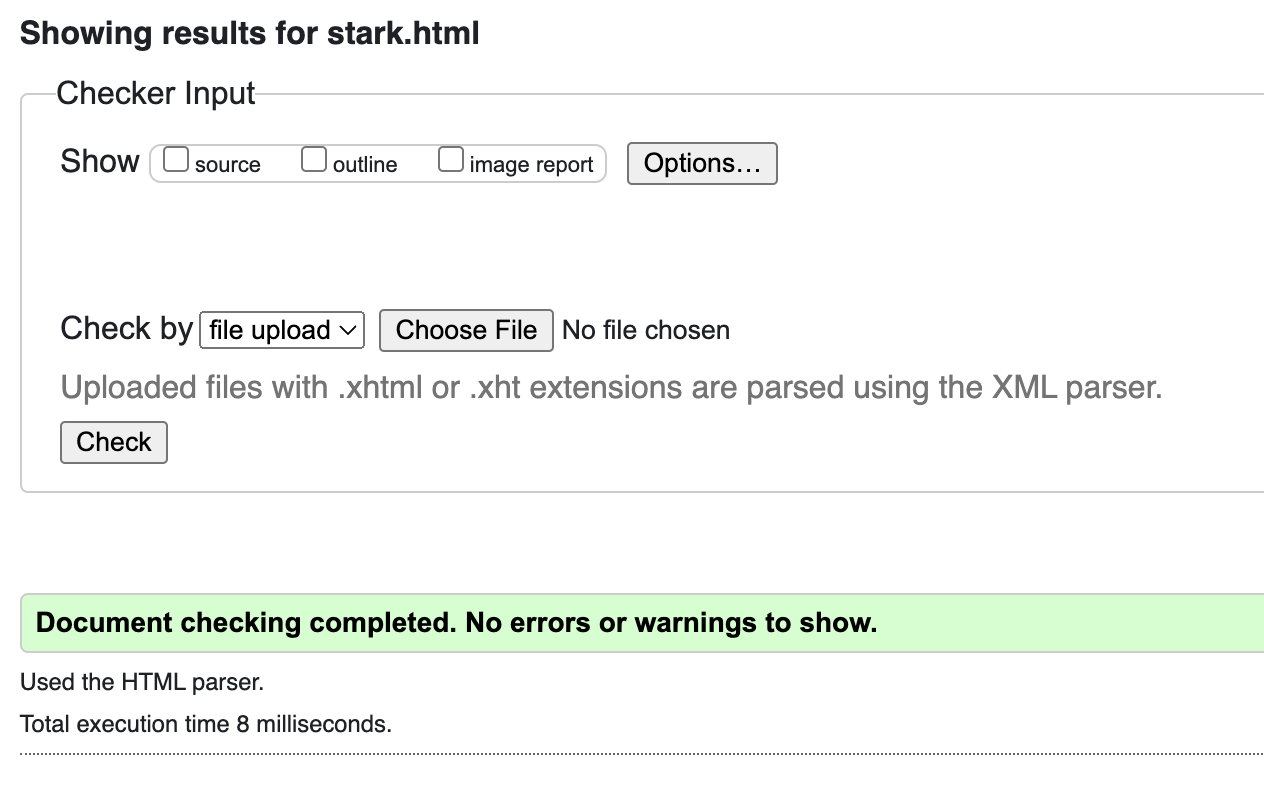 Showing results for stark.html
Checker Input
Show source outline image report Options…
Check by file upload Choose File No file chosen
Uploaded files with .xhtml or .xht extensions are parsed using the XML parser.
Check
Document checking completed. No errors or warnings to show.
Used the HTML parser.
Total execution time 8 milliseconds.